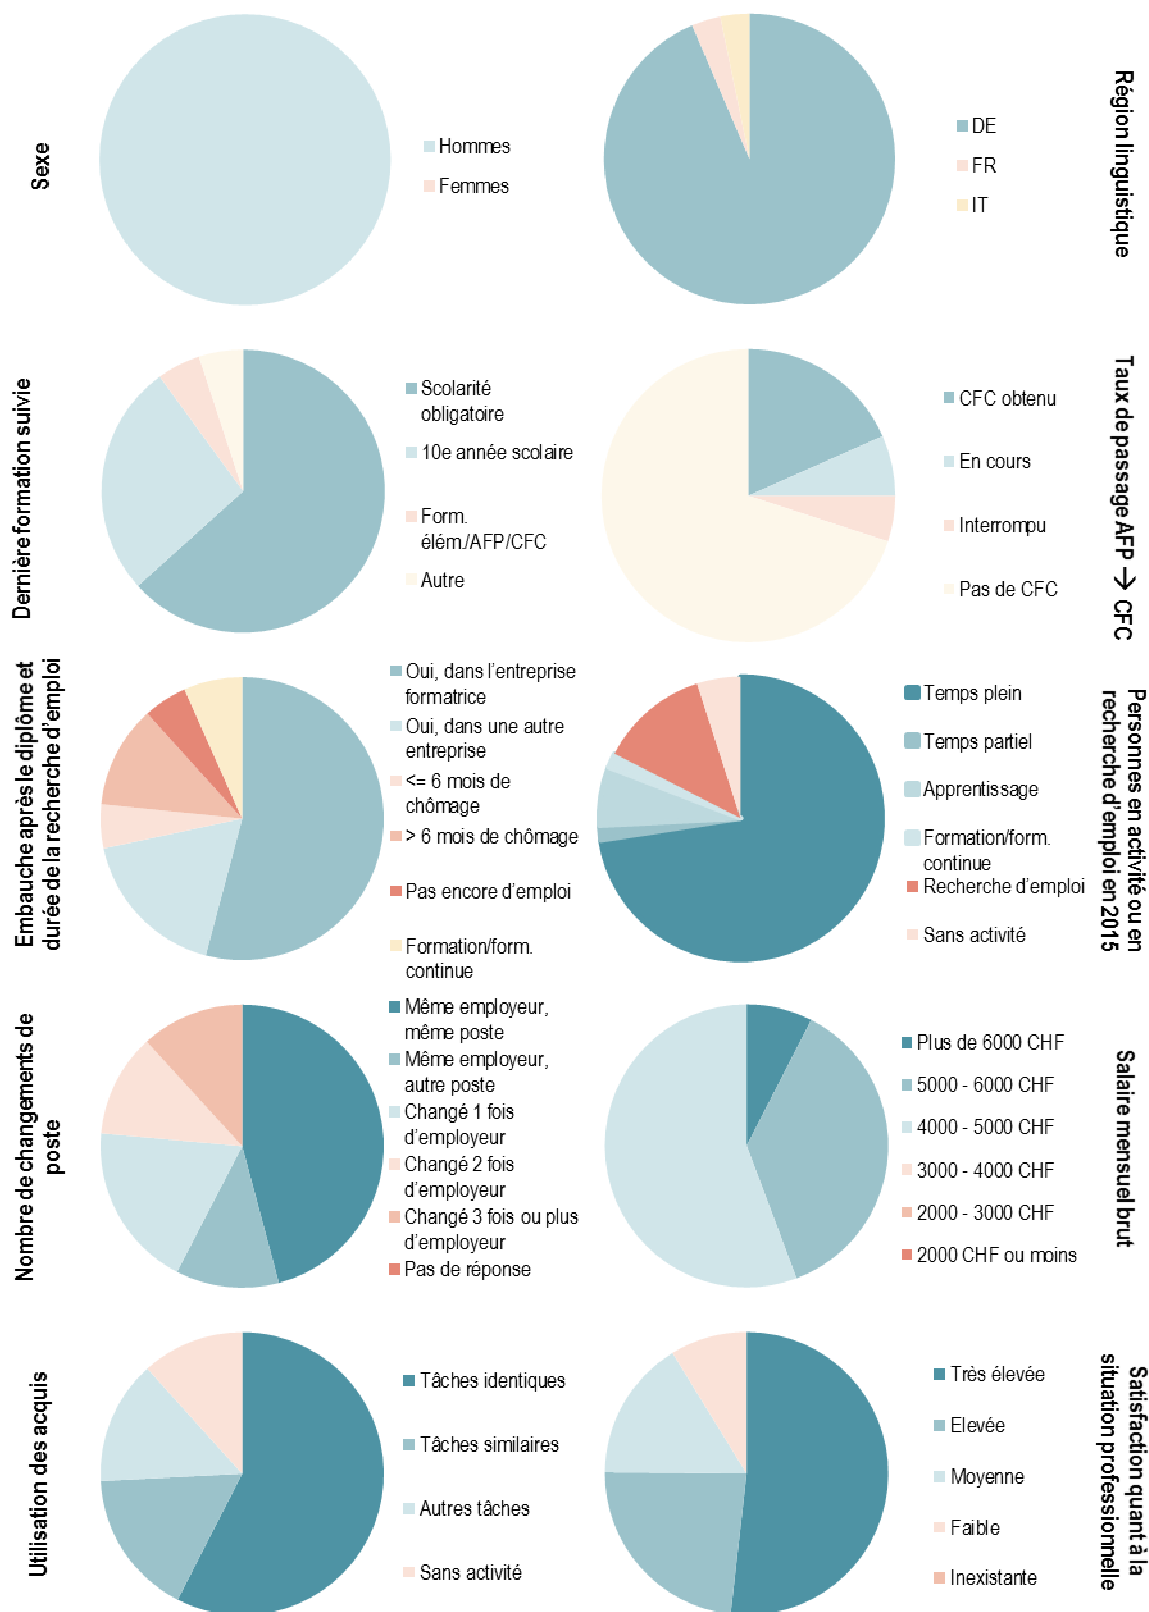 Sexe
Hommes
Femmes
DE
FR
IT
Région linguistique
Dernière formation suivie
Scolarité
obligatoire
10e année scolaire
Form.
élém./AFP/CFC
Autre
CFC obtenu
En cours
Interrompu
Pas de CFC
Taux de passage AFP → CFC
Embauche après le diplôme et
durée de la recherche d'emploi
Oui, dans l'entreprise
formatrice
Oui, dans une autre
entreprise
<= 6 mois de
chômage
> 6 mois de chômage
Pas encore d'emploi
Formation/form.
continue
Temps plein
Temps partiel
Apprentissage
Formation/form.
continue
Recherche d'emploi
Sans activité
Personnes en activité ou en
recherche d'emploi en 2015
Nombre de changements de
poste
Même employeur,
même poste
Même employeur,
autre poste
Changé 1 fois
d'employeur
Changé 2 fois
d'employeur
Changé 3 fois ou plus
d'employeur
Pas de réponse
Plus de 6000 CHF
5000 - 6000 CHF
4000 - 5000 CHF
3000 - 4000 CHF
2000 - 3000 CHF
2000 CHF ou moins
Salaire mensuel brut
Utilisation des acquis
Tâches identiques
Tâches similaires
Autres tâches
Sans activité
Très élevée
Elevée
Moyenne
Faible
Inexistante
Satisfaction quant à la
situation professionnelle